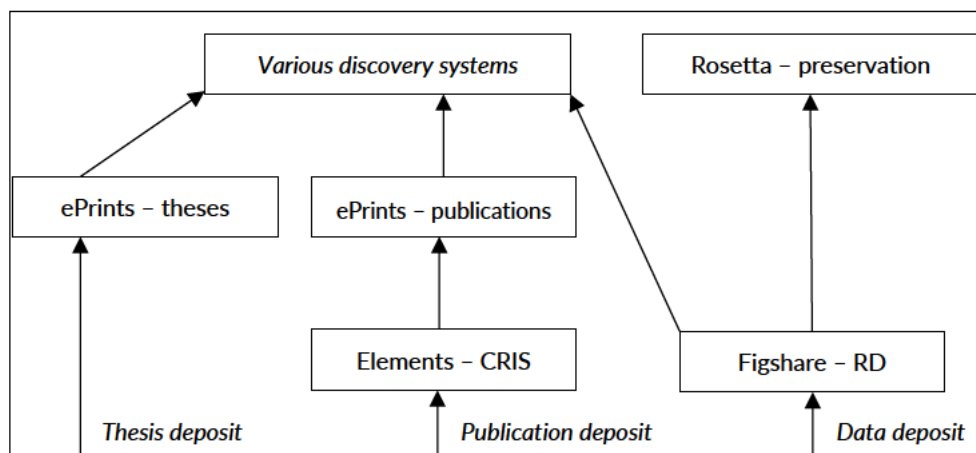 Various discovery systems
Rosetta – preservation
ePrints – theses
ePrints – publications
Elements – CRIS
Figshare – RD
Thesis deposit
Publication deposit
Data deposit